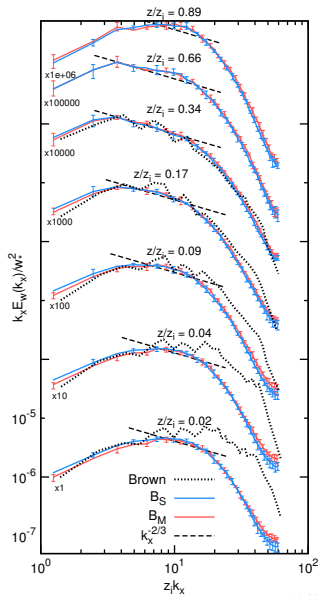 z/z_i = 0.89
x1e+06
z/z_i = 0.66
x100000
z/z_i = 0.34
x10000
z/z_i = 0.17
x1000
z/z_i = 0.09
x100
z/z_i = 0.04
x10
z/z_i = 0.02
x1
k_xE_w(k_x)/w_*^2
10^-5
10^-6
10^-7
Brown
B_S
B_M
k_x^-2/3
10^0
10^1
10^2
z_ik_x